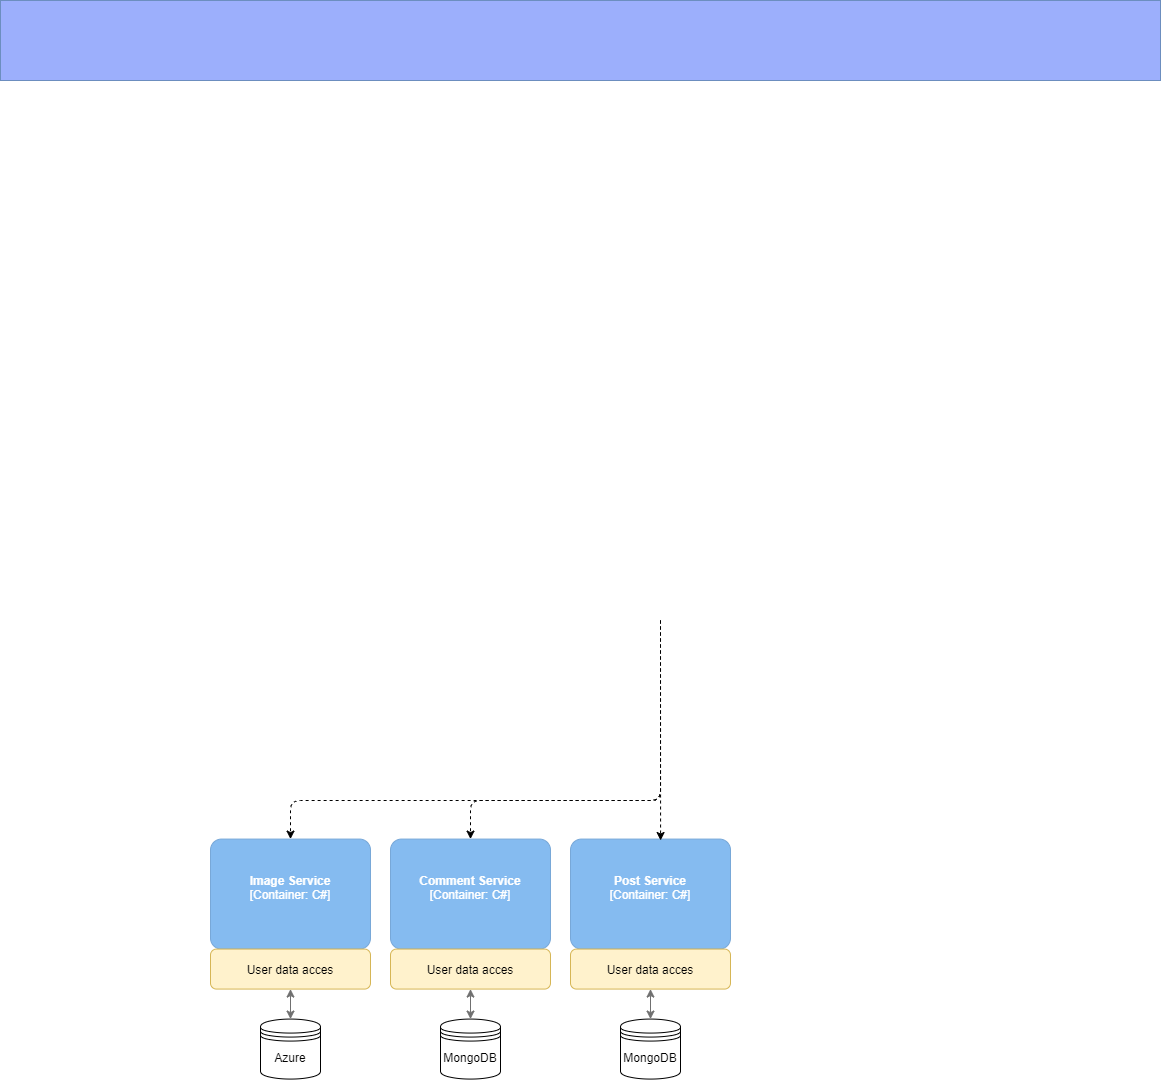 Image Service
[Container: C#]
Comment Service
[Container: C#]
Post Service
[Container: C#]
User data acces
User data acces
User data acces
Azure
MongoDB
MongoDB